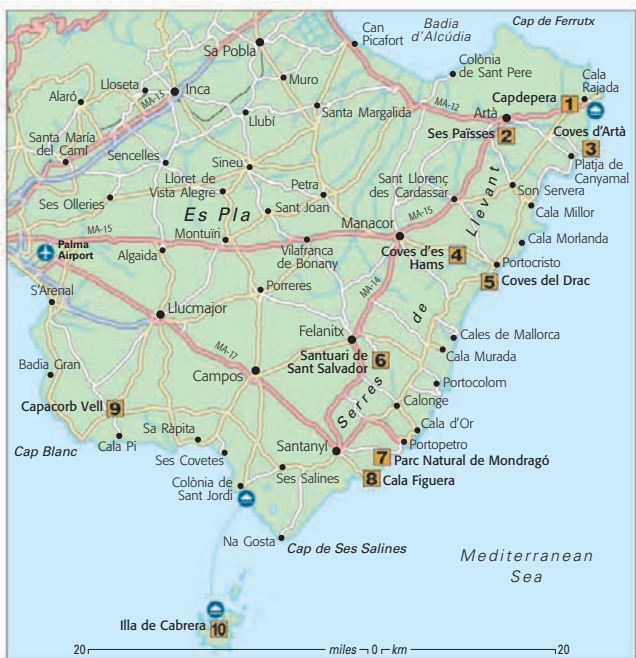 Badia
d'Alcúdia
Cap de Ferrutx
Can
Picafort
Sa Pobla
Colònia
de Sant Pere
Cala
Rajada
Lloseta
Muro
Alaró
MA-13
Inca
MA-12
Capdepera
1
Artà
Llubí
Santa Margalida
Ses Països
2
Coves d'Artà
3
Santa María
del Camí
Sencelles
Sineu
Platja de
Canyamel
Lloret de
Vista Alegre
Petra
Sant Llorenç
des Cardassar
Son Servera
Ses Olleries
Es Pla
Sant Joan
Llevant
Cala Millor
MA-15
Montuïri
Manacor
MA-15
Palma
Airport
Algaida
Vilafranca
de Bonany
Coves d'es
Hams
4
Cala Morlanda
Portocristo
5
Coves del Drac
S'Arenal
Porreres
MA-14
Llucmajor
de
Felanitx
Cales de Mallorca
MA-17
Santuari de
Sant Salvador
6
Cala Murada
Badia Gran
Campos
Serres
Portocolom
Capacorb Vell
9
Calonge
Sa Ràpita
Cala d'Or
Cap Blanc
Cala Pi
Ses Covetes
Santanyí
Portopetro
7
Parc Natural de Mondragó
Colònia de
Sant Jordi
Ses Salines
8
Cala Figuera
Na Gosta
Cap de Ses Salines
Mediterranean
Sea
Illa de Cabrera
10
20
miles
0
km
20